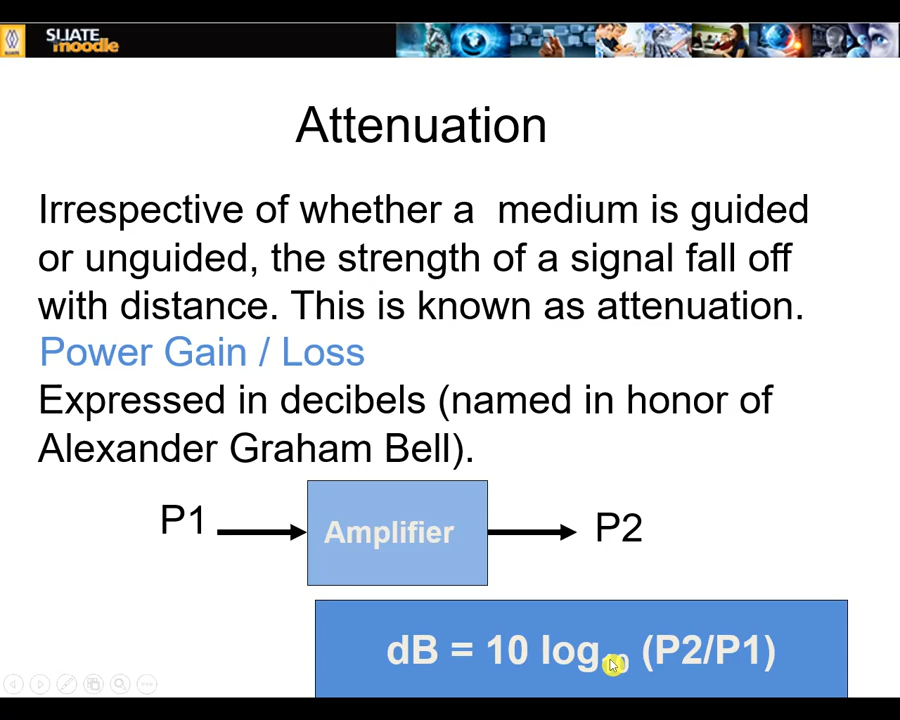 SLIATE
moodle
Attenuation
Irrespective of whether a medium is guided
or unguided, the strength of a signal fall off
with distance. This is known as attenuation.
Power Gain / Loss
Expressed in decibels (named in honor of
Alexander Graham Bell).
P1
Amplifier
P2
dB = 10 log10 (P2/P1)